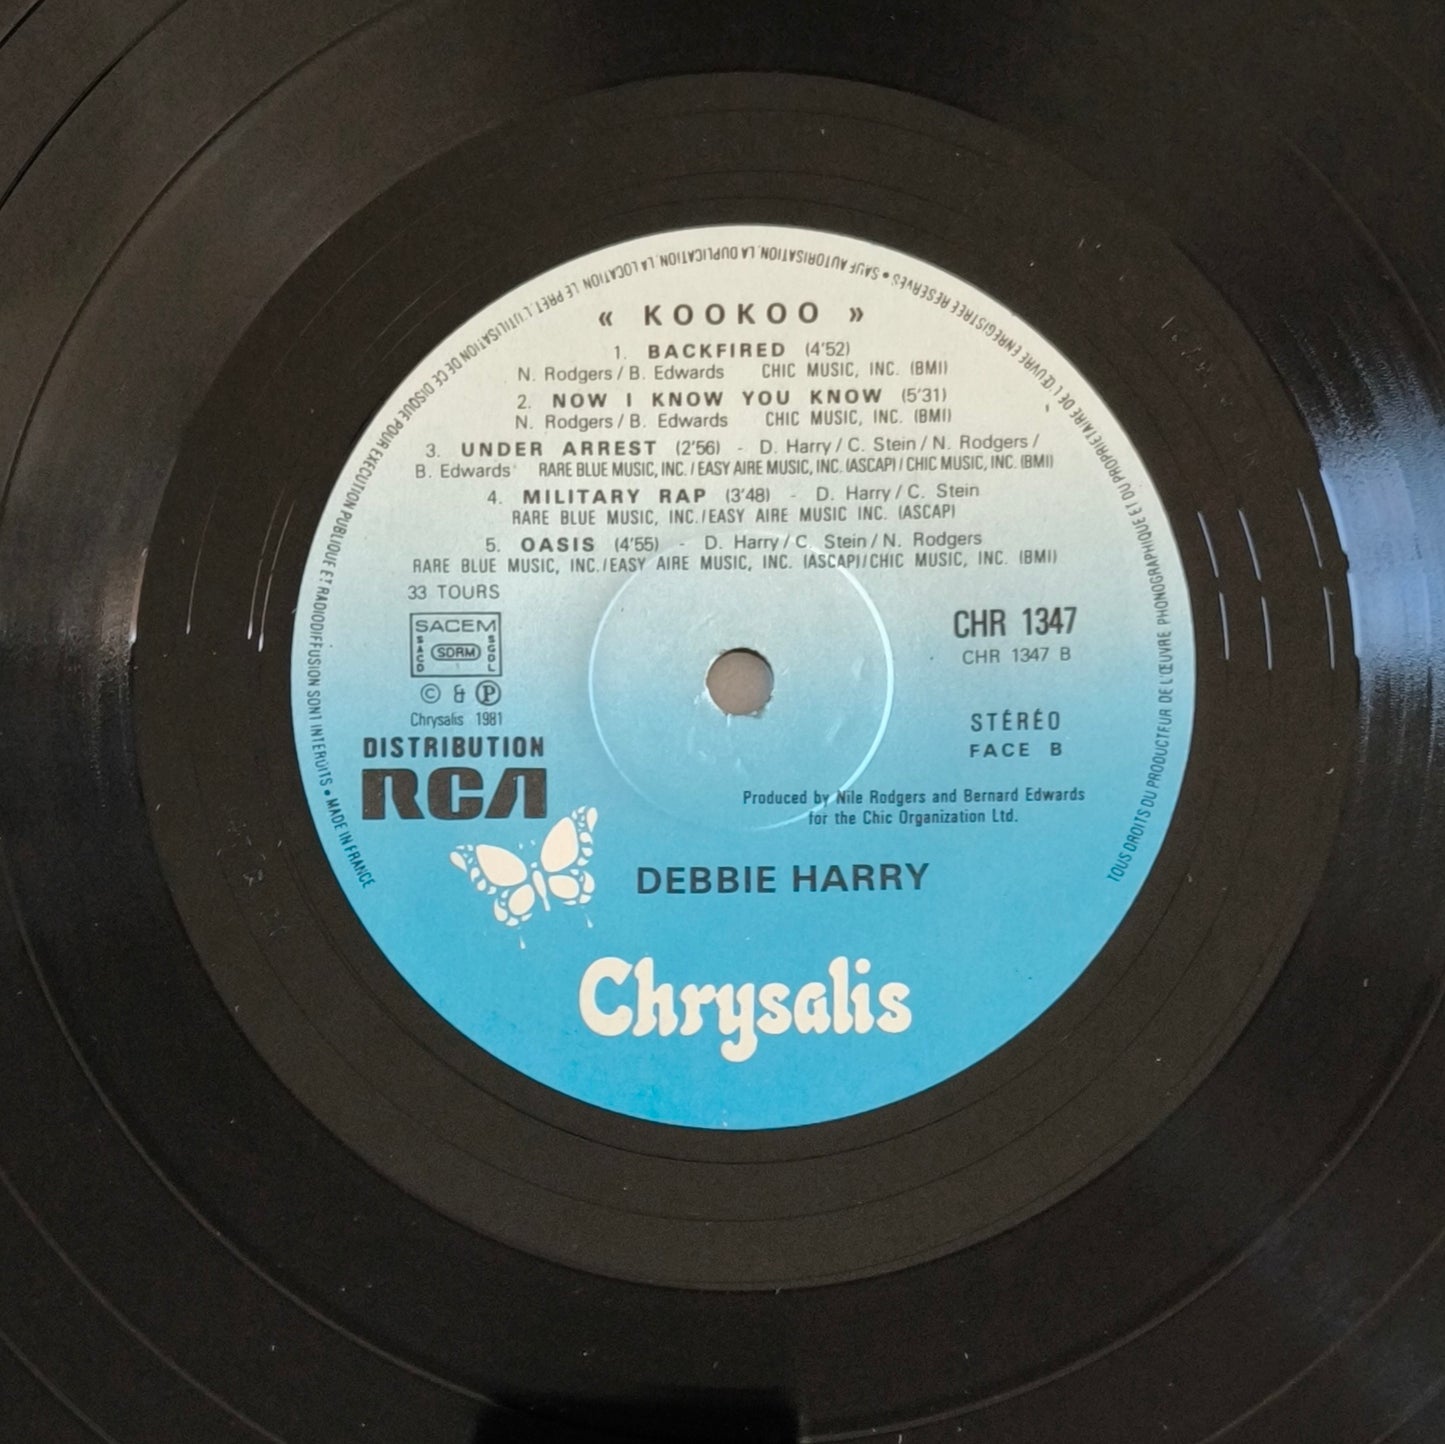 « KOOKOO »
1. BACKFIRED (4'52)
N. Rodgers / B. Edwards CHIC MUSIC, INC. (BMI)
2. NOW I KNOW YOU KNOW (5'31)
N. Rodgers / B. Edwards CHIC MUSIC, INC. (BMI)
3. UNDER ARREST (2'56) - D. Harry / C. Stein / N. Rodgers /
B. Edwards RARE BLUE MUSIC, INC. / EASY AIRE MUSIC, INC. (ASCAP) / CHIC MUSIC, INC. (BMI)
4. MILITARY RAP (3'48) - D. Harry / C. Stein
RARE BLUE MUSIC, INC. / EASY AIRE MUSIC INC. (ASCAP)
5. OASIS (4'55) - D. Harry / C. Stein / N. Rodgers
RARE BLUE MUSIC, INC. / EASY AIRE MUSIC, INC. (ASCAP) / CHIC MUSIC, INC. (BMI)
33 TOURS
SACEM
SACD SDRM SGDL
© & ℗
Chrysalis 1981
DISTRIBUTION
RCA
CHR 1347
CHR 1347 B
STÉRÉO
FACE B
Produced by Nile Rodgers and Bernard Edwards
for the Chic Organization Ltd.
DEBBIE HARRY
Chrysalis
TOUS DROITS DU PRODUCTEUR DE L'ŒUVRE PHONOGRAPHIQUE ET DU PROPRIETAIRE DE L'ŒUVRE ENREGISTREE RESERVÉS • SAUF AUTORISATION, LA DUPLICATION, LA LOCATION, LE PRET, L'UTILISATION DE CE DISQUE POUR EXECUTION PUBLIQUE ET RADIODIFFUSION SONT INTERDITS • MADE IN FRANCE